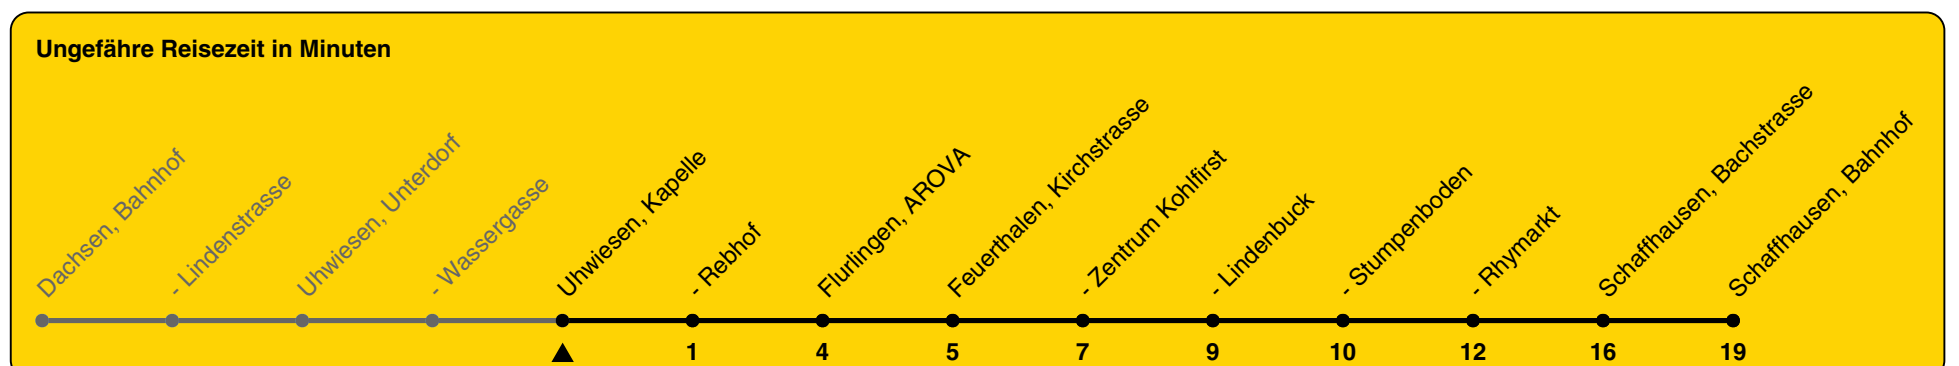 Ungefähre Reisezeit in Minuten
Dachsen, Bahnhof
- Lindenstrasse
Uhwiesen, Unterdorf
- Wassergasse
Uhwiesen, Kapelle
- Rebhof
Flurlingen, AROVA
Feuerthalen, Kirchstrasse
- Zentrum Kohlfirst
- Lindenbuck
- Stumpenboden
- Rhymarkt
Schaffhausen, Bachstrasse
Schaffhausen, Bahnhof
1 4 5 7 9 10 12 16 19